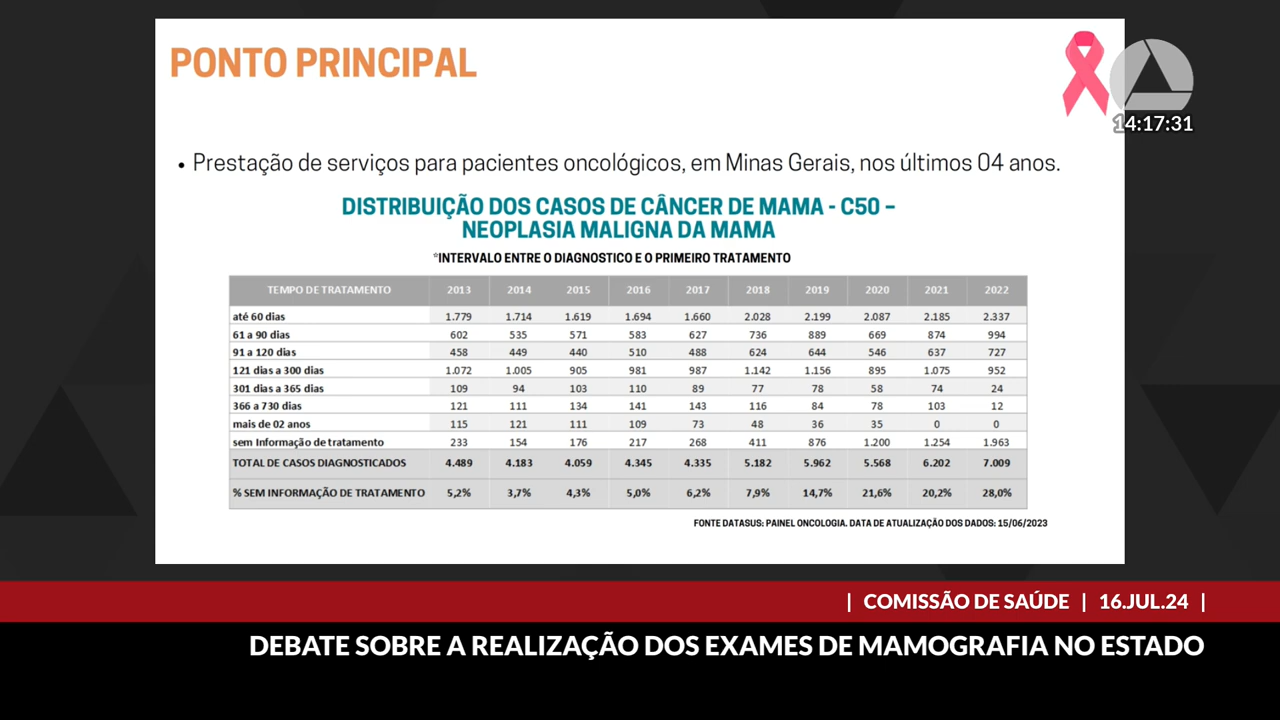 PONTO PRINCIPAL
14:17:31
• Prestação de serviços para pacientes oncológicos, em Minas Gerais, nos últimos 04 anos.
DISTRIBUIÇÃO DOS CASOS DE CÂNCER DE MAMA - C50 –
NEOPLASIA MALIGNA DA MAMA
*INTERVALO ENTRE O DIAGNOSTICO E O PRIMEIRO TRATAMENTO
TEMPO DE TRATAMENTO 2013 2014 2015 2016 2017 2018 2019 2020 2021 2022
até 60 dias 1.779 1.714 1.619 1.694 1.660 2.028 2.199 2.087 2.185 2.337
61 a 90 dias 602 535 571 583 627 736 889 669 874 994
91 a 120 dias 458 449 440 510 488 624 644 546 637 727
121 dias a 300 dias 1.072 1.005 905 981 987 1.142 1.156 895 1.075 952
301 dias a 365 dias 109 94 103 110 89 77 78 58 74 24
366 a 730 dias 121 111 134 141 143 116 84 78 103 12
mais de 02 anos 115 121 111 109 73 48 36 35 0 0
sem Informação de tratamento 233 154 176 217 268 411 876 1.200 1.254 1.963
TOTAL DE CASOS DIAGNOSTICADOS 4.489 4.183 4.059 4.345 4.335 5.182 5.962 5.568 6.202 7.009
% SEM INFORMAÇÃO DE TRATAMENTO 5,2% 3,7% 4,3% 5,0% 6,2% 7,9% 14,7% 21,6% 20,2% 28,0%
FONTE DATASUS: PAINEL ONCOLOGIA. DATA DE ATUALIZAÇÃO DOS DADOS: 15/06/2023
| COMISSÃO DE SAÚDE | 16.JUL.24 |
DEBATE SOBRE A REALIZAÇÃO DOS EXAMES DE MAMOGRAFIA NO ESTADO